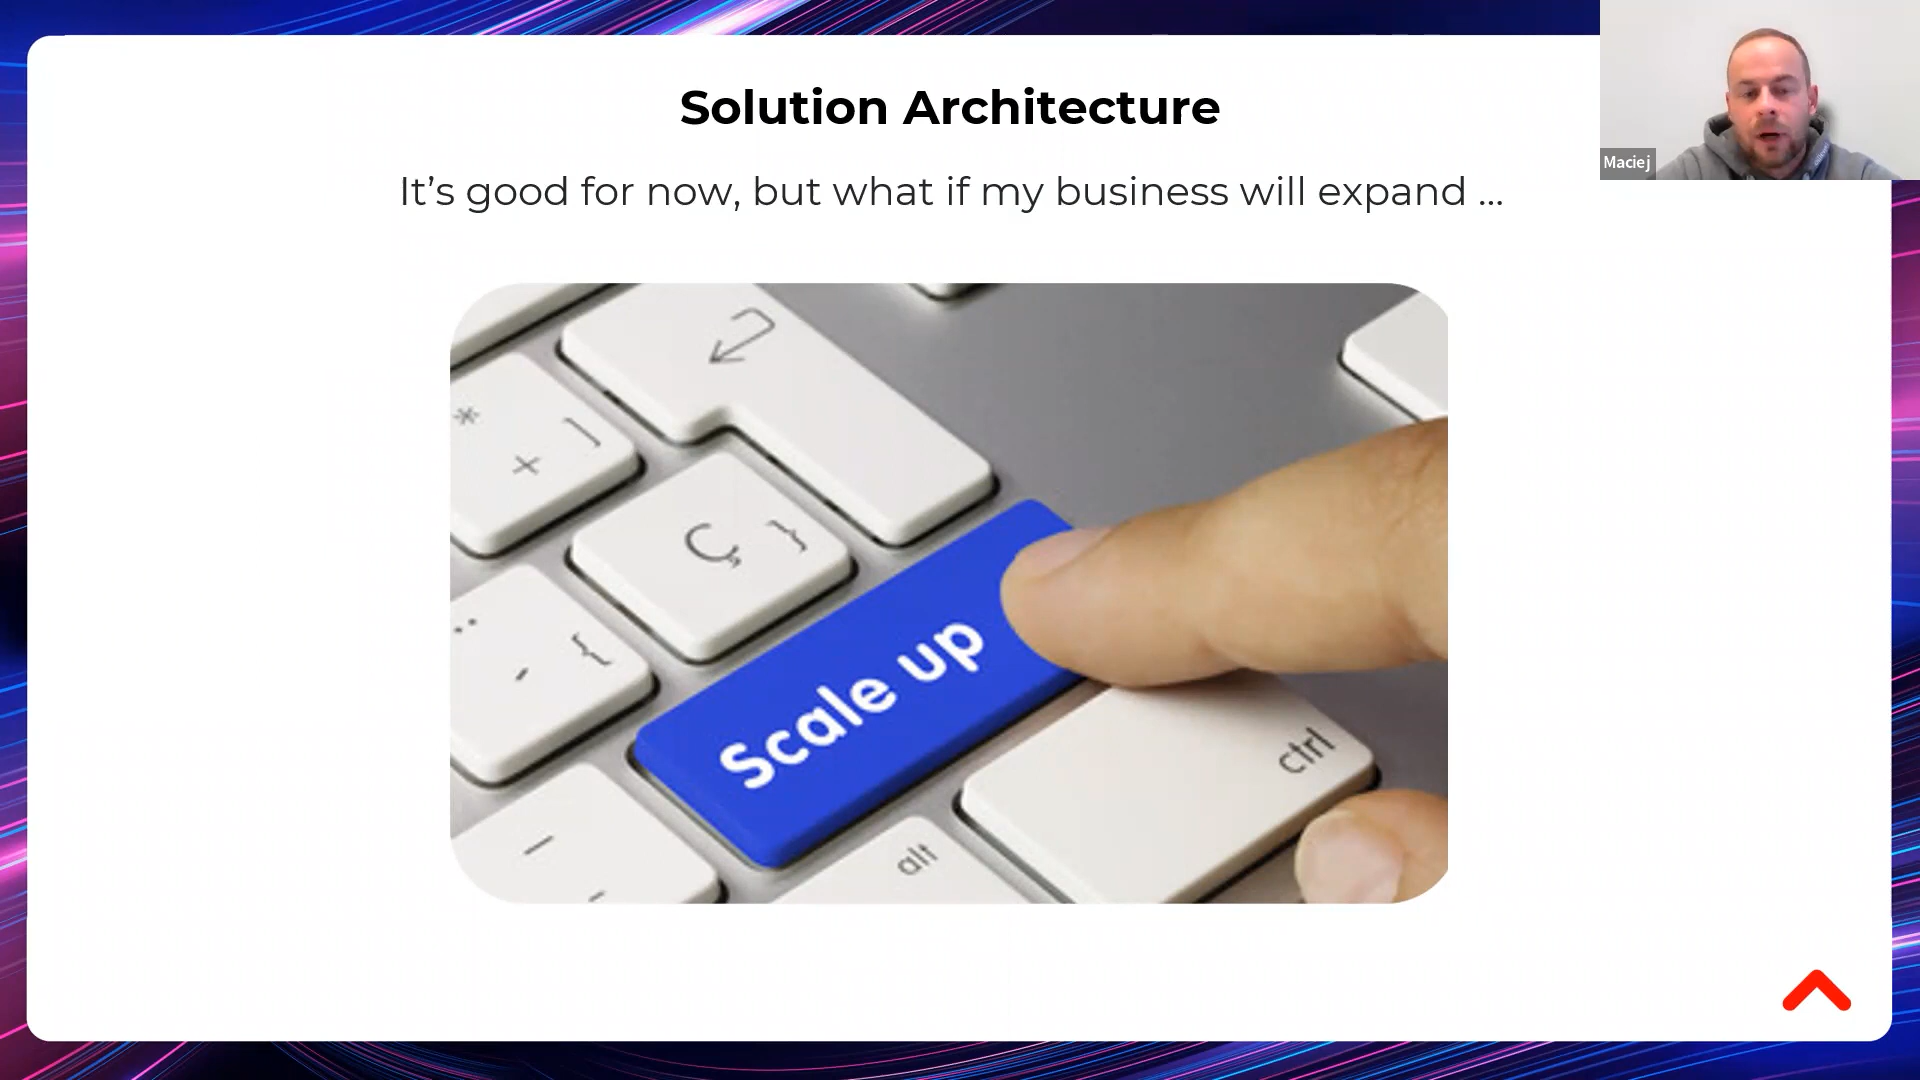 Solution Architecture
It’s good for now, but what if my business will expand ...
Maciej
* + ]
Ç }
¨ - {
Scale up
ctrl
alt